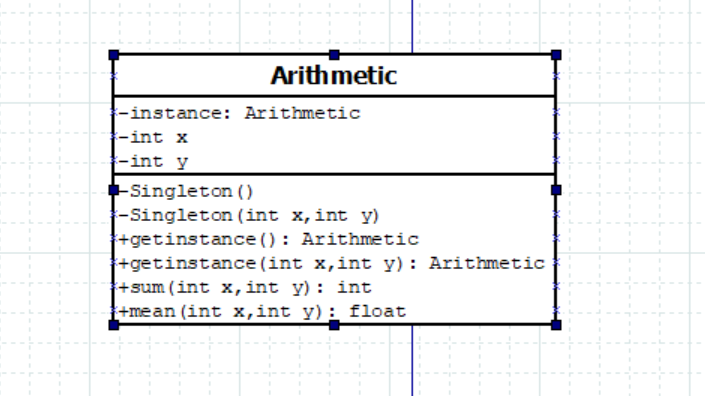 Arithmetic
-instance: Arithmetic
-int x
-int y
-Singleton()
-Singleton(int x,int y)
+getinstance(): Arithmetic
+getinstance(int x,int y): Arithmetic
+sum(int x,int y): int
+mean(int x,int y): float